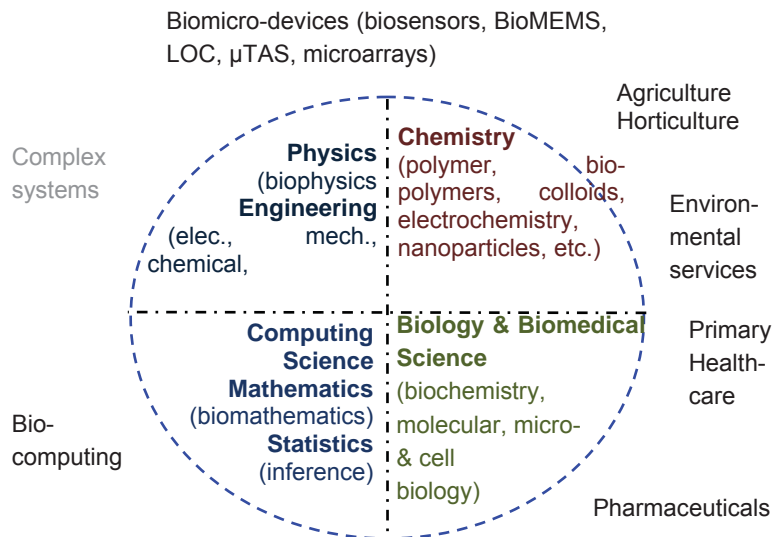 Biomicro-devices (biosensors, BioMEMS,
LOC, µTAS, microarrays)
Agriculture
Horticulture
Complex
systems
Physics
(biophysics
Engineering
(elec., mech.,
chemical,
Chemistry
(polymer, bio-
polymers, colloids,
electrochemistry,
nanoparticles, etc.)
Environ-
mental
services
Computing
Science
Mathematics
(biomathematics)
Statistics
(inference)
Biology & Biomedical
Science
(biochemistry,
molecular, micro-
& cell
biology)
Primary
Health-
care
Bio-
computing
Pharmaceuticals